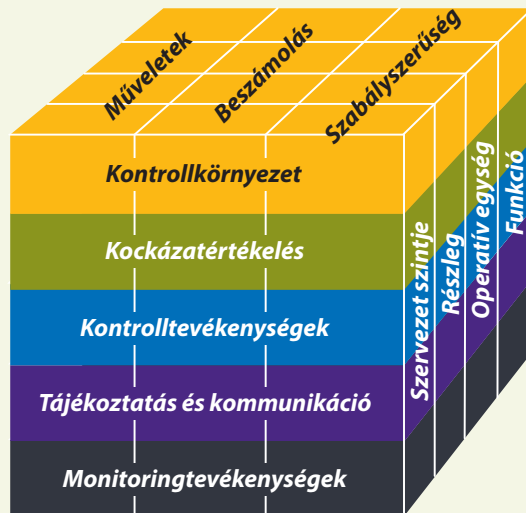 Műveletek
Beszámolás
Szabályszerűség
Kontrollkörnyezet
Kockázatértékelés
Kontrolltevékenységek
Tájékoztatás és kommunikáció
Monitoringtevékenységek
Szervezet szintje
Részleg
Operatív egység
Funkció